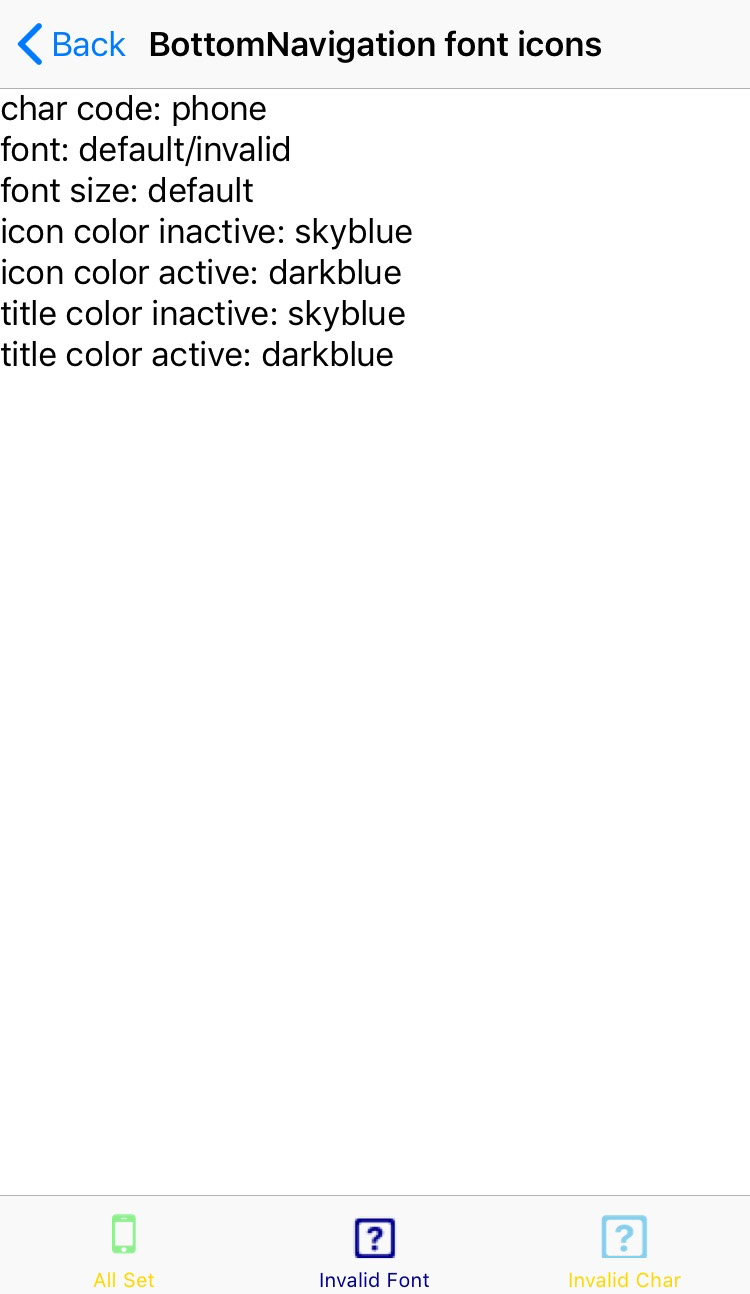 Back BottomNavigation font icons
char code: phone
font: default/invalid
font size: default
icon color inactive: skyblue
icon color active: darkblue
title color inactive: skyblue
title color active: darkblue
All Set Invalid Font Invalid Char